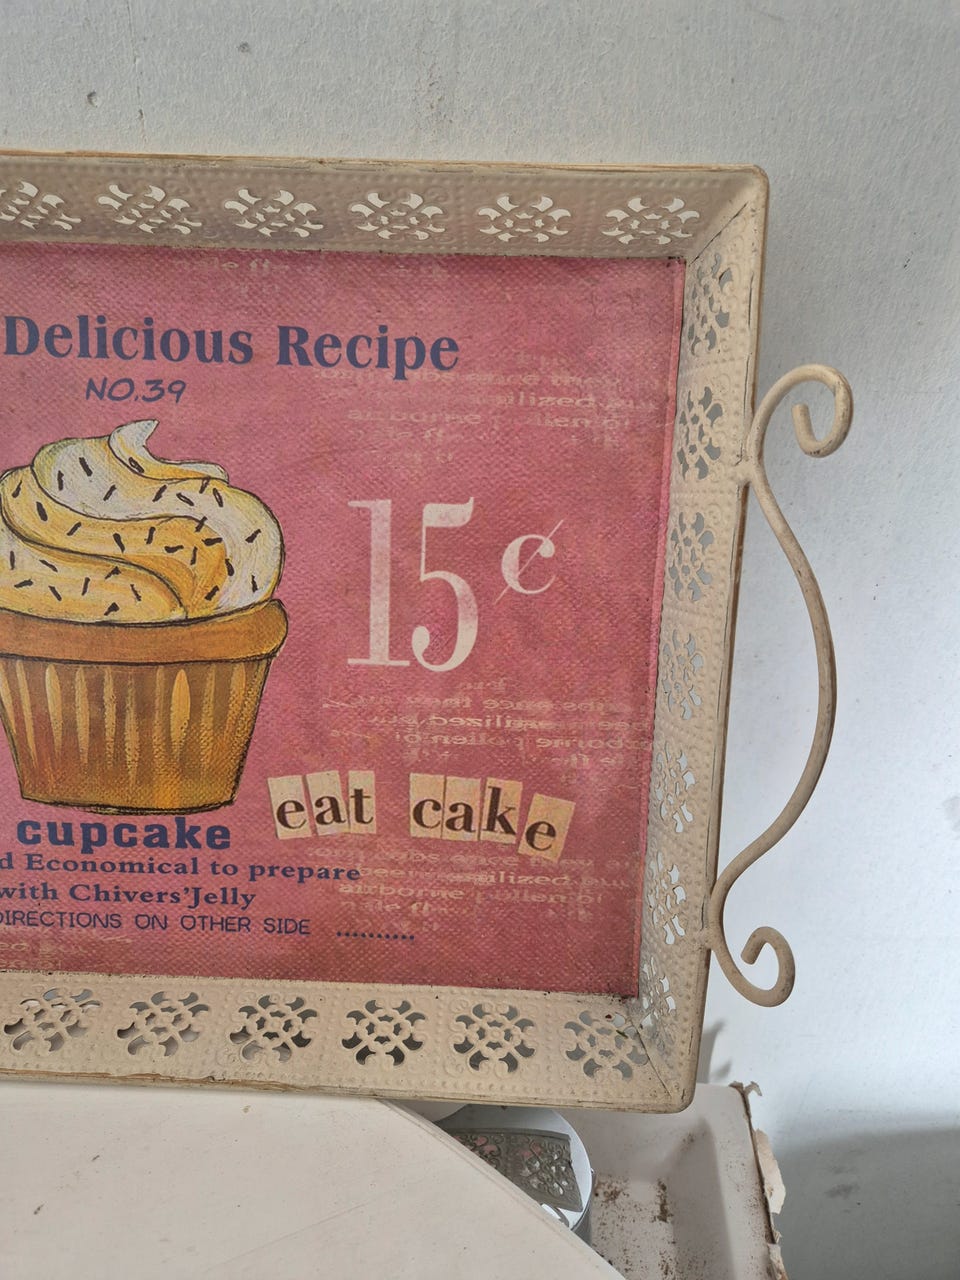 Delicious Recipe
NO.39
15¢
eat cake
cupcake
d Economical to prepare
with Chivers'Jelly
DIRECTIONS ON OTHER SIDE ..........